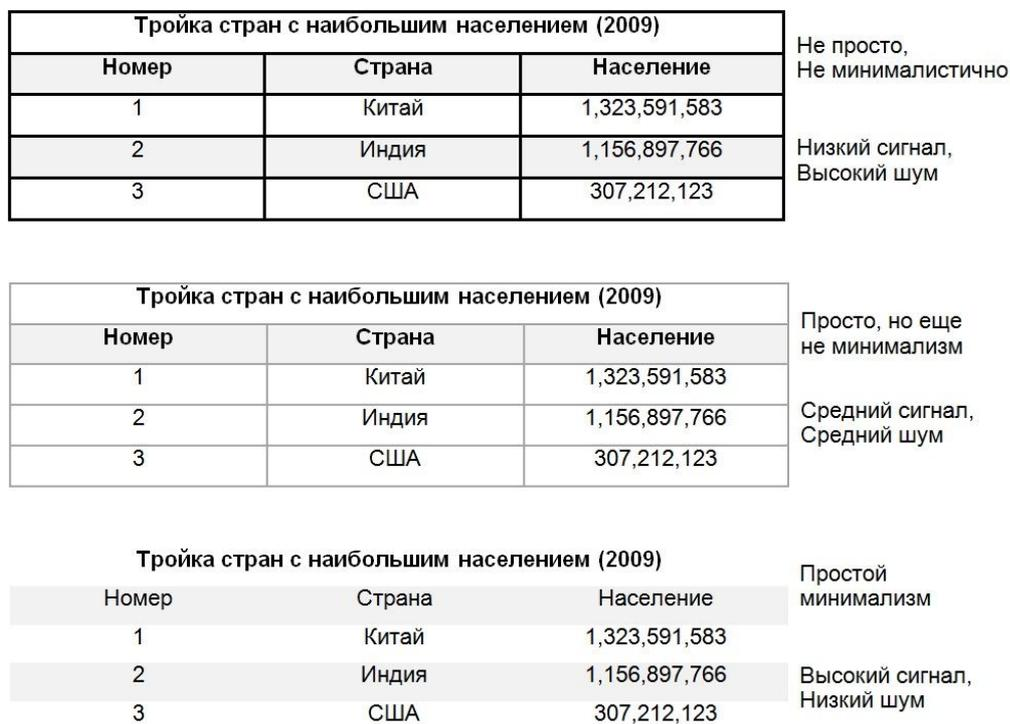 Тройка стран с наибольшим населением (2009)
Номер Страна Население
1 Китай 1,323,591,583
2 Индия 1,156,897,766
3 США 307,212,123
Не просто,
Не минималистично
Низкий сигнал,
Высокий шум
Тройка стран с наибольшим населением (2009)
Номер Страна Население
1 Китай 1,323,591,583
2 Индия 1,156,897,766
3 США 307,212,123
Просто, но еще
не минимализм
Средний сигнал,
Средний шум
Тройка стран с наибольшим населением (2009)
Номер Страна Население
1 Китай 1,323,591,583
2 Индия 1,156,897,766
3 США 307,212,123
Простой
минимализм
Высокий сигнал,
Низкий шум